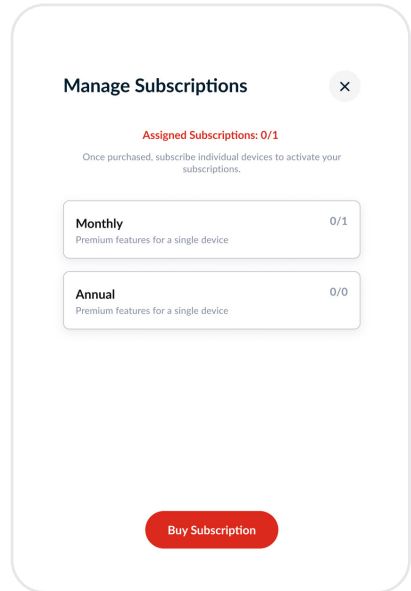 Manage Subscriptions
Assigned Subscriptions: 0/1
Once purchased, subscribe individual devices to activate your
subscriptions.
Monthly 0/1
Premium features for a single device
Annual 0/0
Premium features for a single device
Buy Subscription